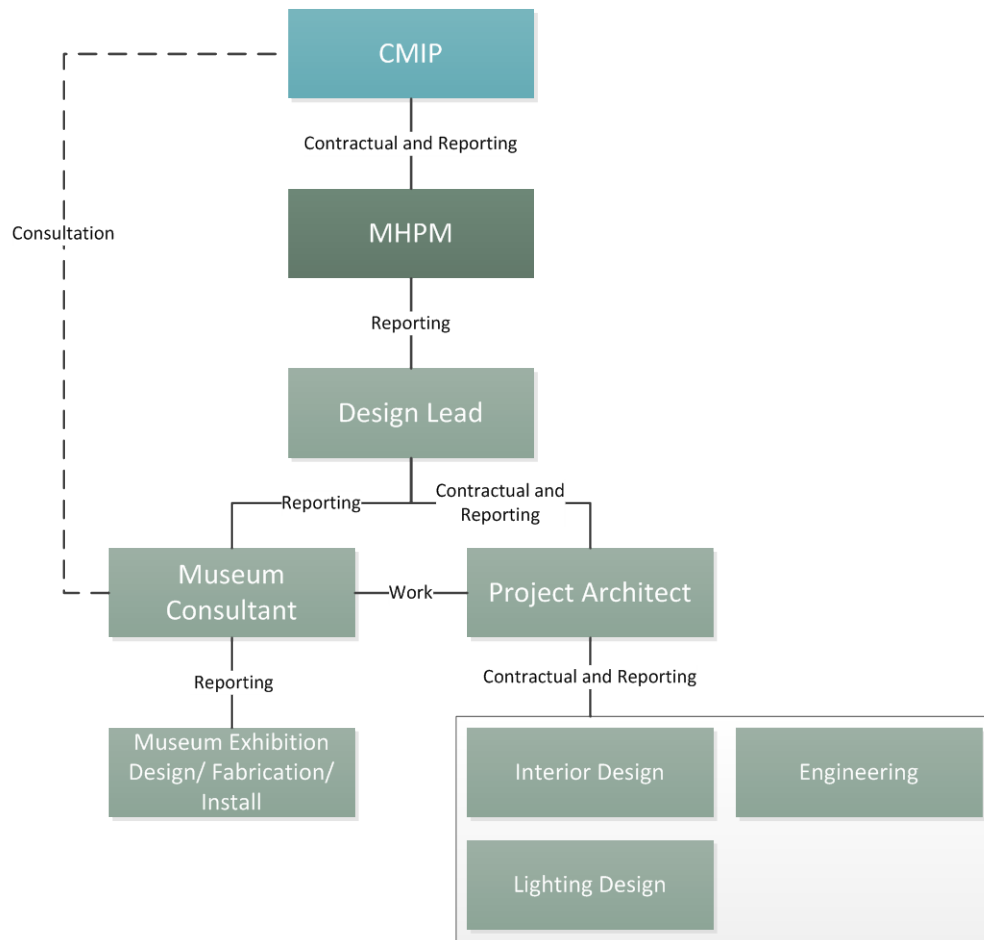 CMIP
Contractual and Reporting
Consultation
MHPM
Reporting
Design Lead
Reporting
Contractual and
Reporting
Museum
Consultant
Work
Project Architect
Reporting
Contractual and Reporting
Museum Exhibition
Design/ Fabrication/
Install
Interior Design
Engineering
Lighting Design